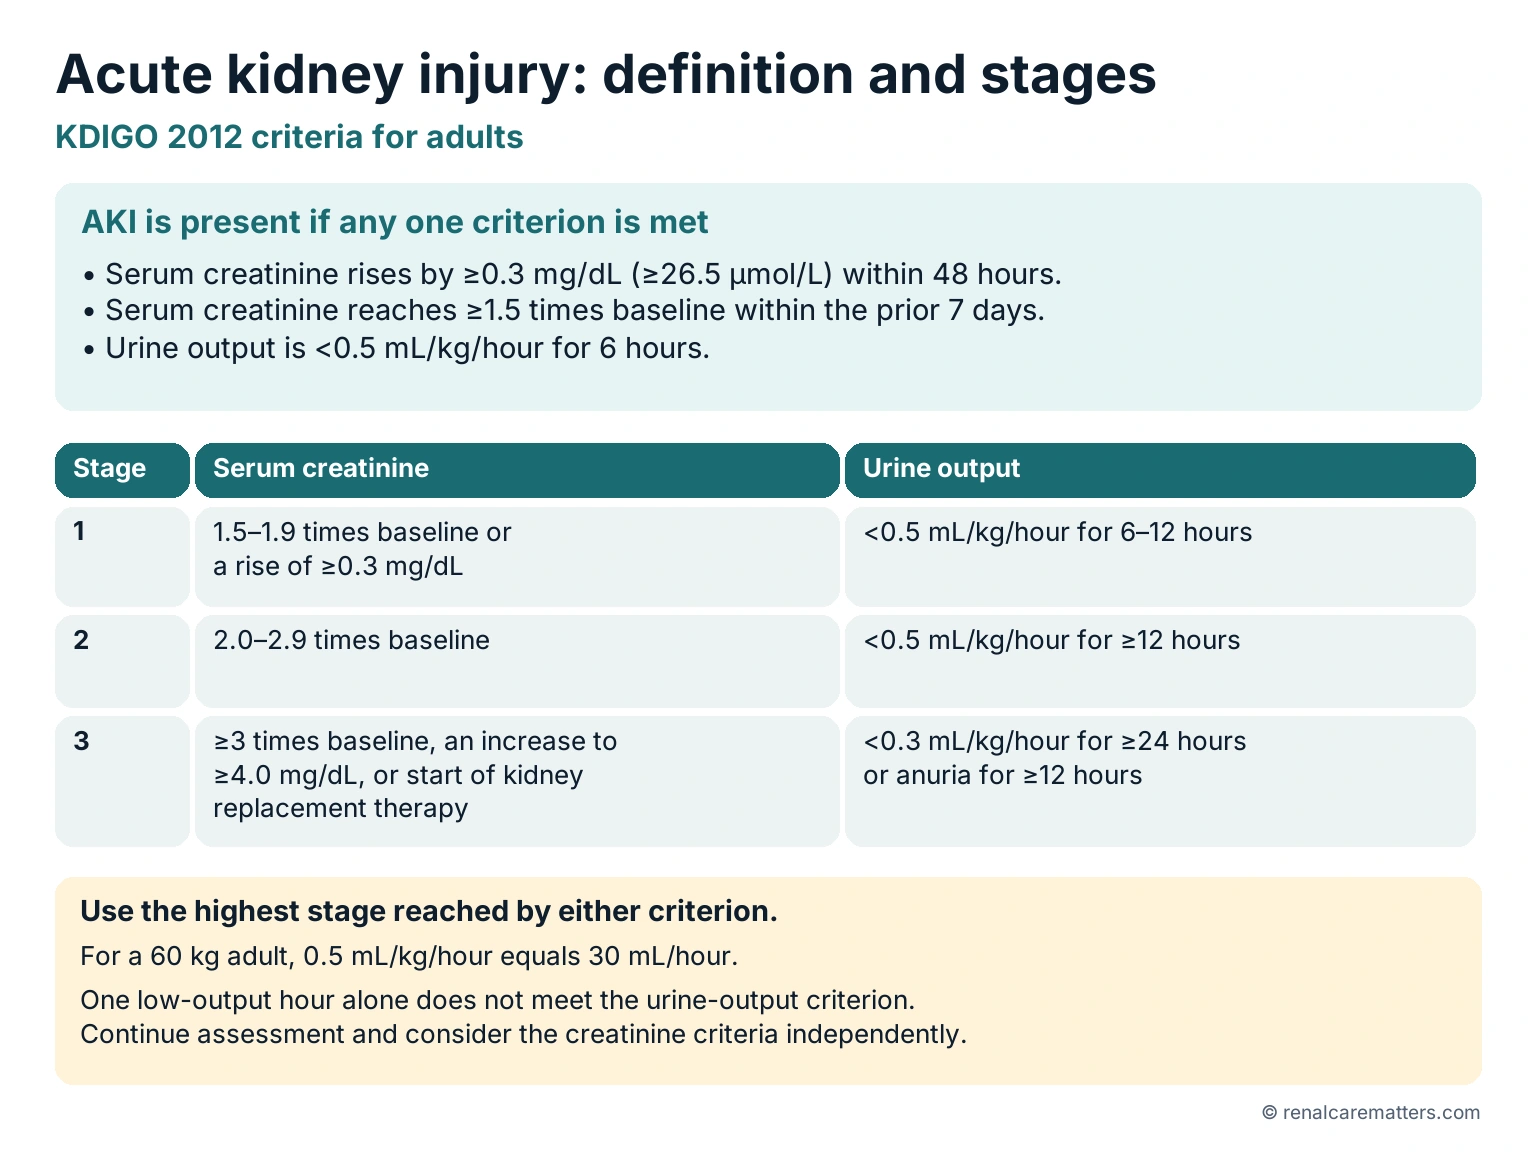 Acute kidney injury: definition and stages
KDIGO 2012 criteria for adults
AKI is present if any one criterion is met
• Serum creatinine rises by ≥0.3 mg/dL (≥26.5 µmol/L) within 48 hours.
• Serum creatinine reaches ≥1.5 times baseline within the prior 7 days.
• Urine output is <0.5 mL/kg/hour for 6 hours.
Stage
Serum creatinine
Urine output
1
1.5–1.9 times baseline or
a rise of ≥0.3 mg/dL
<0.5 mL/kg/hour for 6–12 hours
2
2.0–2.9 times baseline
<0.5 mL/kg/hour for ≥12 hours
3
≥3 times baseline, an increase to
≥4.0 mg/dL, or start of kidney
replacement therapy
<0.3 mL/kg/hour for ≥24 hours
or anuria for ≥12 hours
Use the highest stage reached by either criterion.
For a 60 kg adult, 0.5 mL/kg/hour equals 30 mL/hour.
One low-output hour alone does not meet the urine-output criterion.
Continue assessment and consider the creatinine criteria independently.
© renalcarematters.com